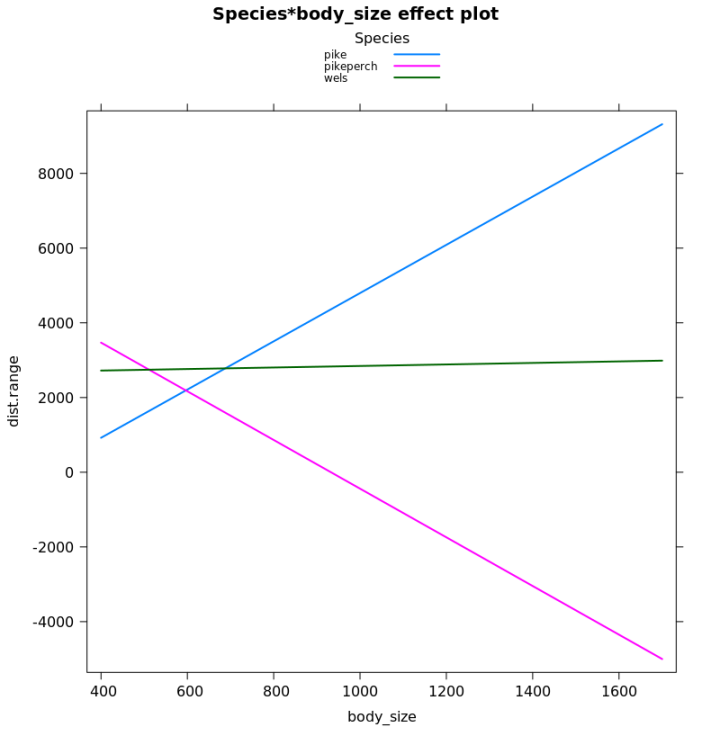 Species*body_size effect plot
Species
pike
pikeperch
wels
8000
6000
4000
2000
0
-2000
-4000
dist.range
400 600 800 1000 1200 1400 1600
body_size